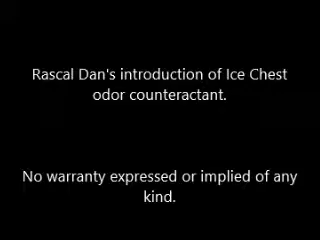 Rascal Dan's introduction of Ice Chest
odor counteractant.
No warranty expressed or implied of any
kind.